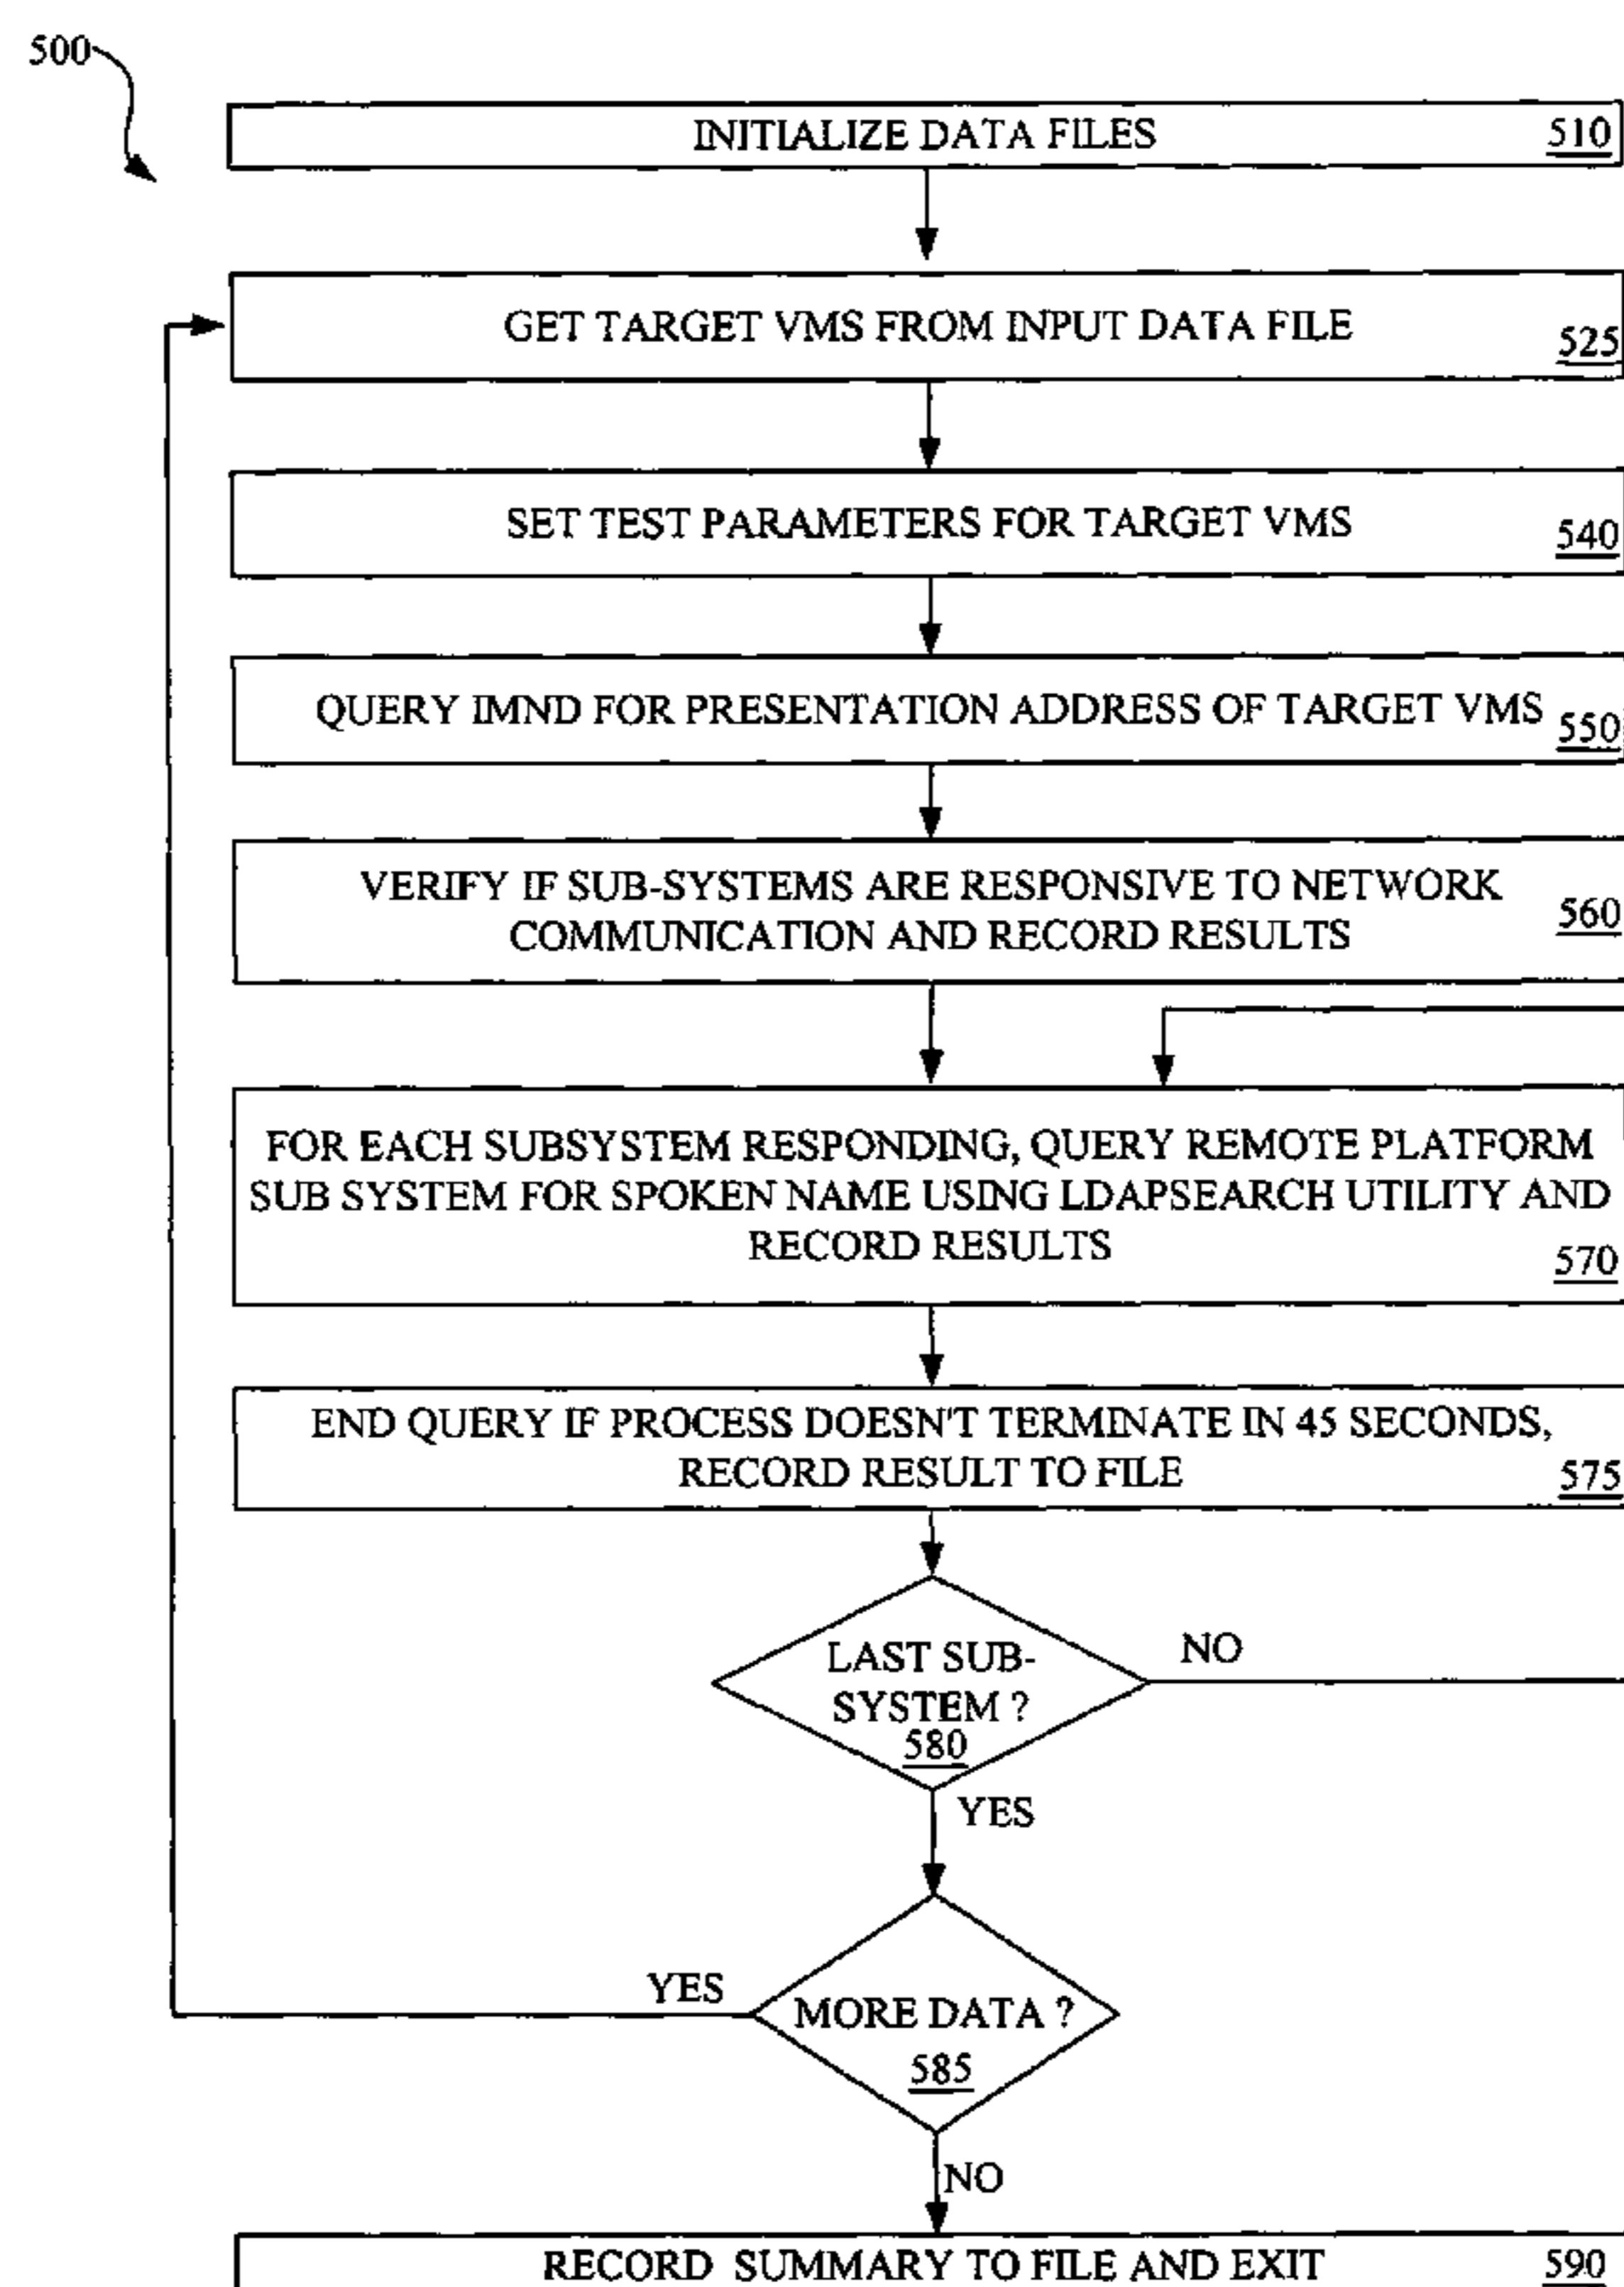 500
INITIALIZE DATA FILES 510
GET TARGET VMS FROM INPUT DATA FILE 525
SET TEST PARAMETERS FOR TARGET VMS 540
QUERY IMND FOR PRESENTATION ADDRESS OF TARGET VMS 550
VERIFY IF SUB-SYSTEMS ARE RESPONSIVE TO NETWORK
COMMUNICATION AND RECORD RESULTS 560
FOR EACH SUBSYSTEM RESPONDING, QUERY REMOTE PLATFORM
SUB SYSTEM FOR SPOKEN NAME USING LDAPSEARCH UTILITY AND
RECORD RESULTS 570
END QUERY IF PROCESS DOESN'T TERMINATE IN 45 SECONDS,
RECORD RESULT TO FILE 575
LAST SUB-
SYSTEM ?
580
NO
YES
MORE DATA ?
585
YES
NO
RECORD SUMMARY TO FILE AND EXIT 590